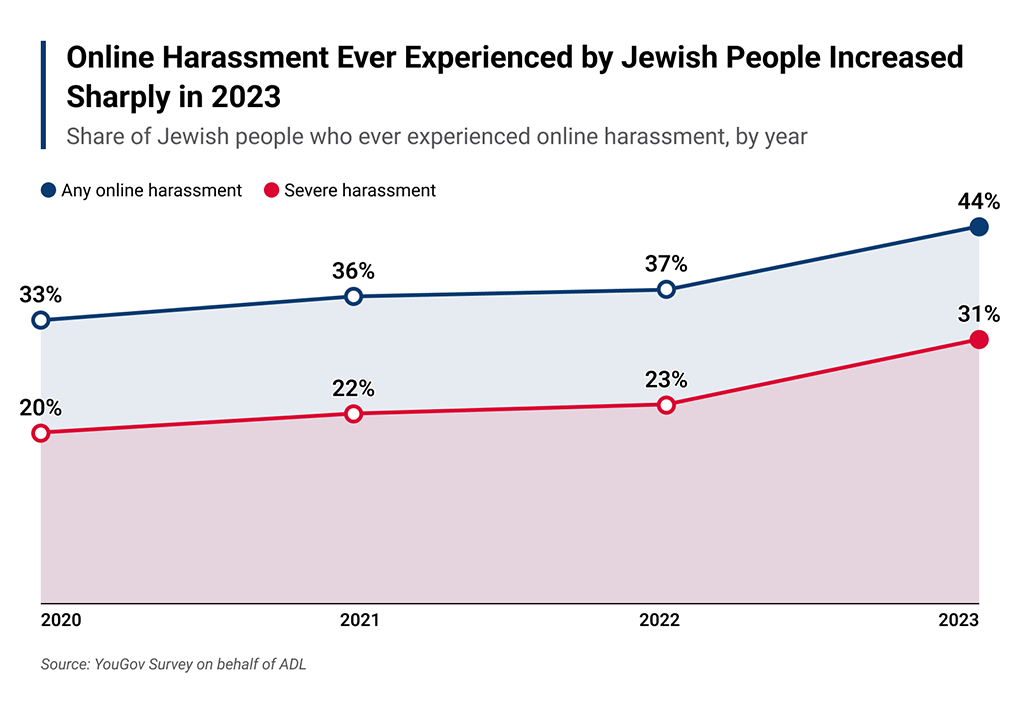 Online Harassment Ever Experienced by Jewish People Increased
Sharply in 2023
Share of Jewish people who ever experienced online harassment, by year
Any online harassment
Severe harassment
44%
37%
36%
33%
31%
23%
22%
20%
2020
2021
2022
2023
Source: YouGov Survey on behalf of ADL